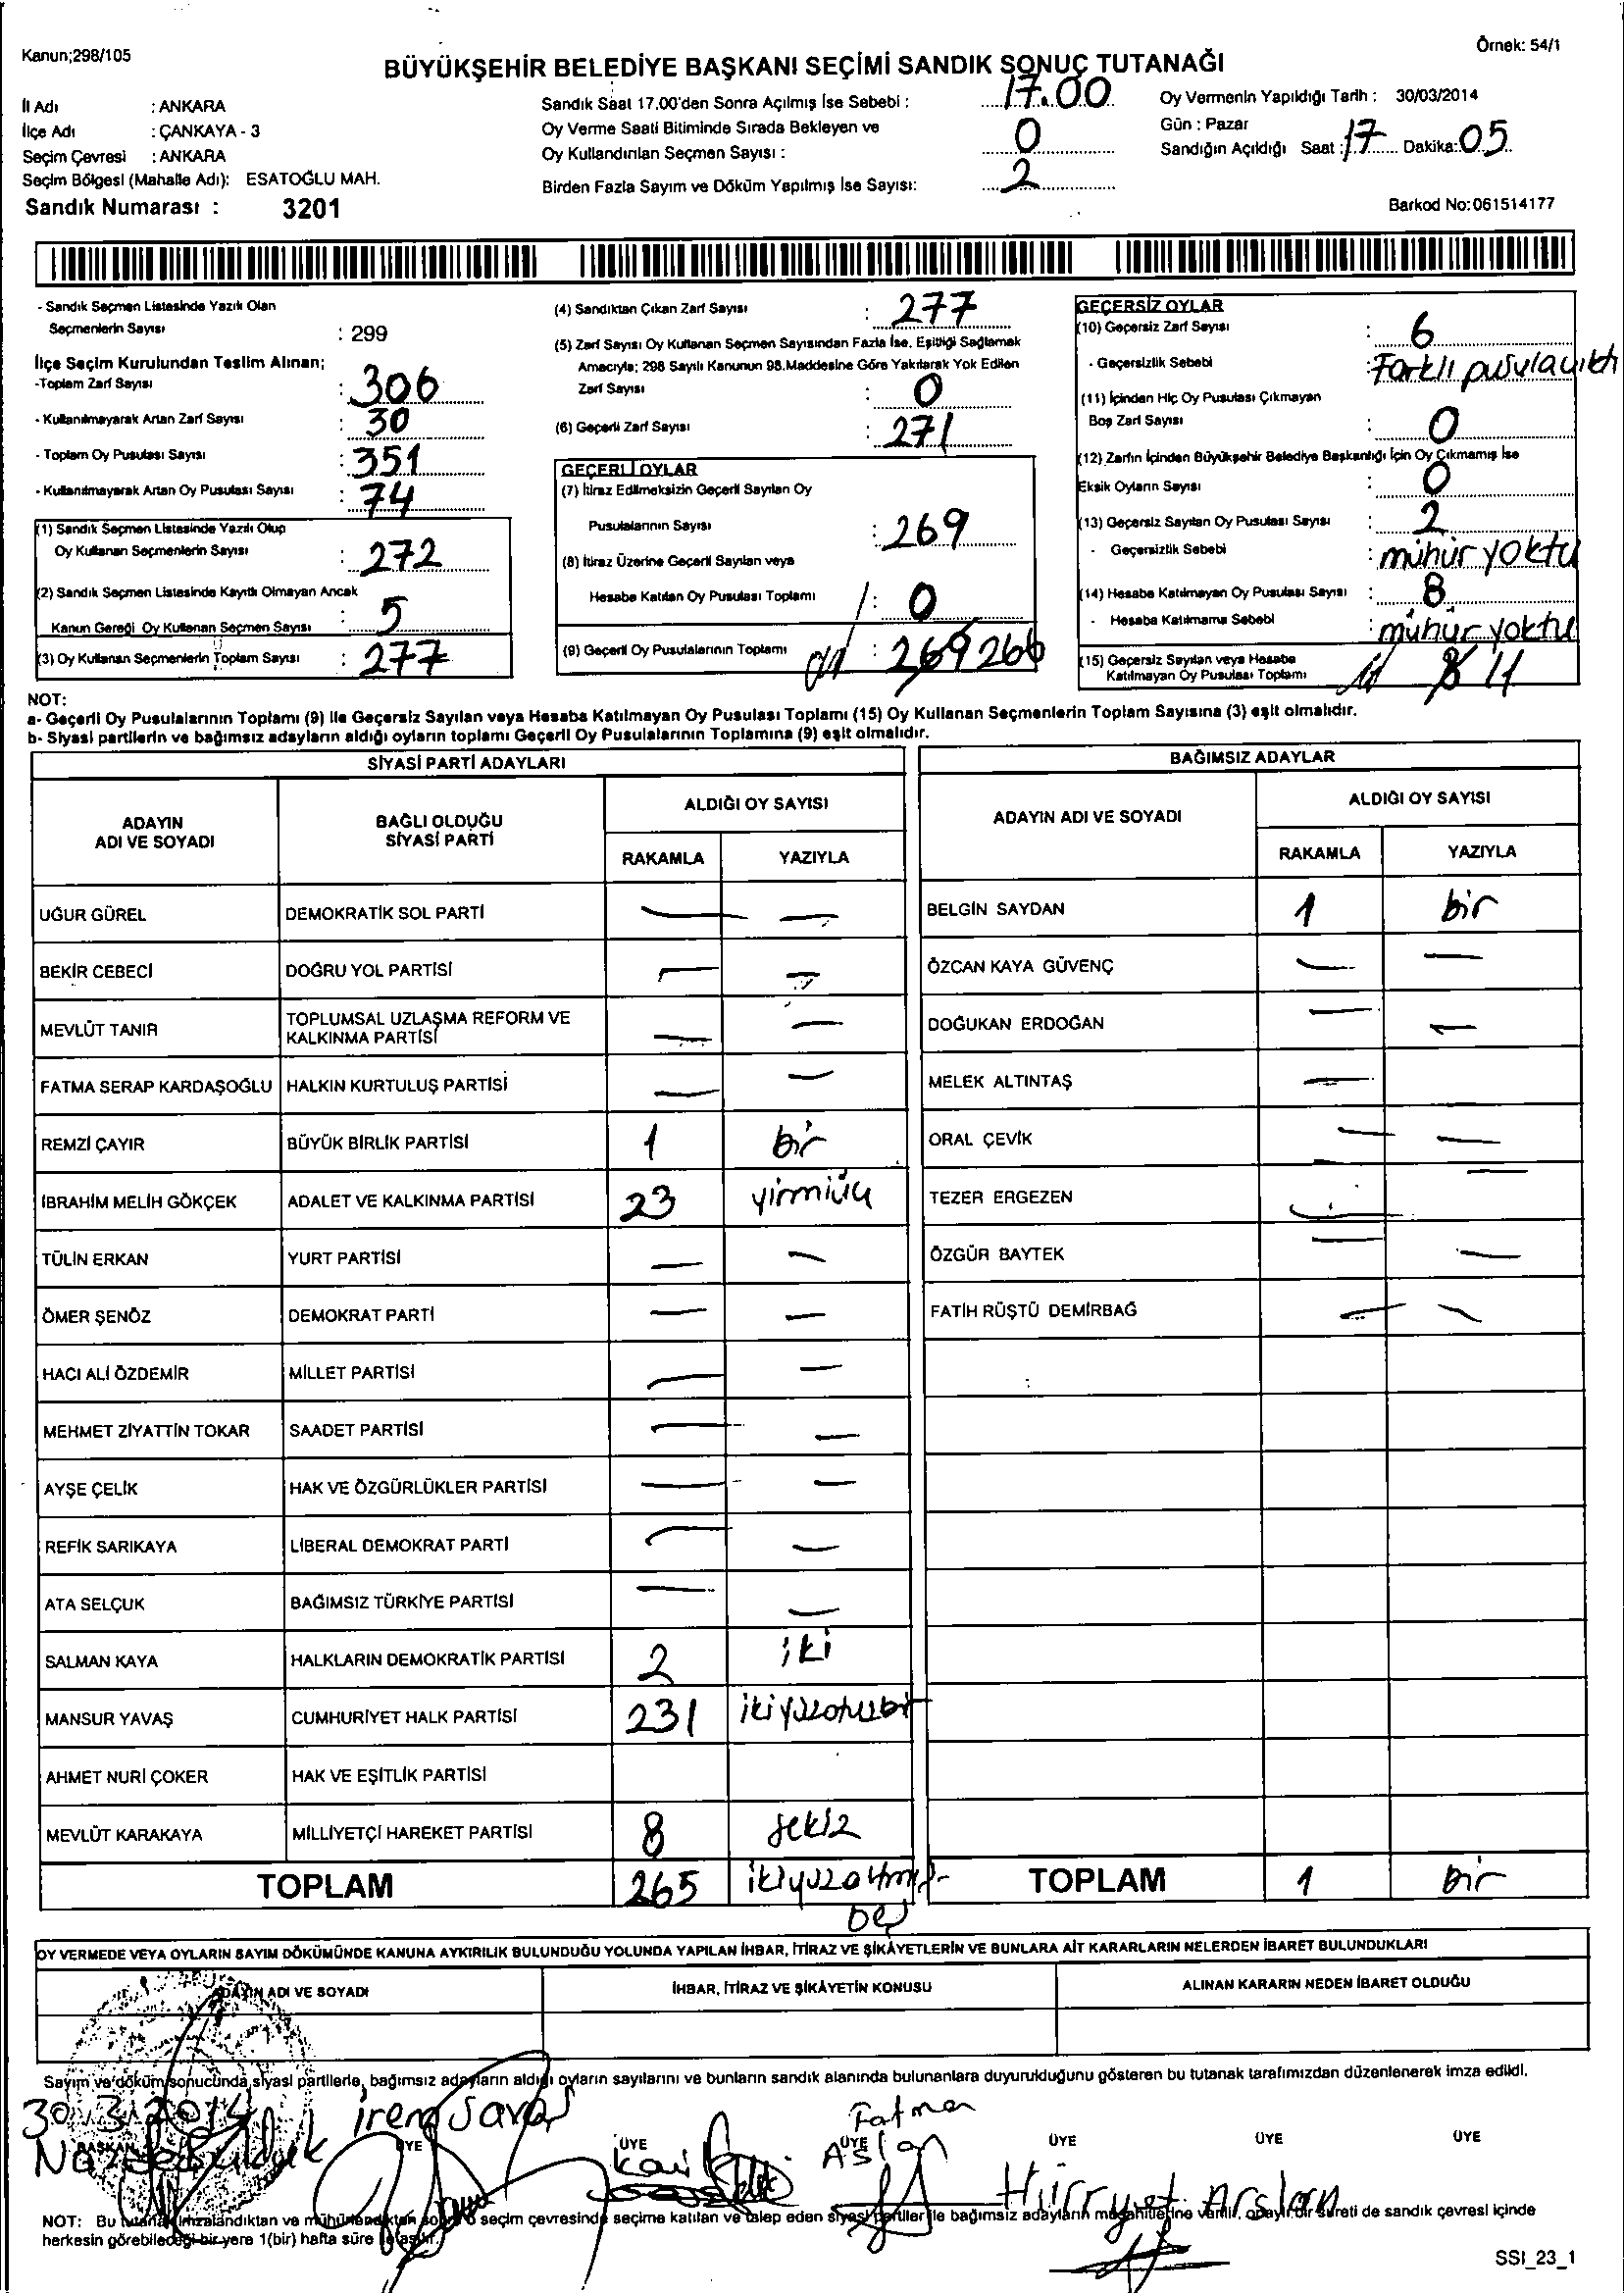 Kanun;298/105
Örnek: 54/1
BÜYÜKŞEHİR BELEDİYE BAŞKANI SEÇİMİ SANDIK SONUÇ TUTANAĞI
İl Adı : ANKARA
İlçe Adı : ÇANKAYA - 3
Seçim Çevresi : ANKARA
Seçim Bölgesi (Mahalle Adı): ESATOĞLU MAH.
Sandık Numarası : 3201
Sandık Saat 17.00'den Sonra Açılmış İse Sebebi : 17.00
Oy Verme Saati Bitiminde Sırada Bekleyen ve
Oy Kullandırılan Seçmen Sayısı : 0
Birden Fazla Sayım ve Döküm Yapılmış İse Sayısı: 2
Oy Vermenin Yapıldığı Tarih : 30/03/2014
Gün : Pazar
Sandığın Açıldığı Saat : 17 Dakika: 05
Barkod No:061514177
- Sandık Seçmen Listesinde Yazılı Olan
Seçmenlerin Sayısı : 299
İlçe Seçim Kurulundan Teslim Alınan;
-Toplam Zarf Sayısı : 306
- Kullanılmayarak Artan Zarf Sayısı : 30
- Toplam Oy Pusulası Sayısı : 351
- Kullanılmayarak Artan Oy Pusulası Sayısı : 74
(1) Sandık Seçmen Listesinde Yazılı Olup
Oy Kullanan Seçmenlerin Sayısı : 272
(2) Sandık Seçmen Listesinde Kayıtlı Olmayan Ancak
Kanun Gereği Oy Kullanan Seçmen Sayısı : 5
(3) Oy Kullanan Seçmenlerin Toplam Sayısı : 277
(4) Sandıktan Çıkan Zarf Sayısı : 277
(5) Zarf Sayısı Oy Kullanan Seçmen Sayısından Fazla İse, Eşitliği Sağlamak
Amacıyla; 298 Sayılı Kanunun 98.Maddesine Göre Yakılarak Yok Edilen
Zarf Sayısı : 0
(6) Geçerli Zarf Sayısı : 271
GEÇERLİ OYLAR
(7) İtiraz Edilmeksizin Geçerli Sayılan Oy
Pusulalarının Sayısı : 269
(8) İtiraz Üzerine Geçerli Sayılan veya
Hesaba Katılan Oy Pusulası Toplamı : 0
(9) Geçerli Oy Pusulalarının Toplamı : 269 266
GEÇERSİZ OYLAR
(10) Geçersiz Zarf Sayısı : 6
- Geçersizlik Sebebi : Farklı pusula
(11) İçinden Hiç Oy Pusulası Çıkmayan
Boş Zarf Sayısı : 0
(12) Zarfın İçinden Büyükşehir Belediye Başkanlığı İçin Oy Çıkmamış İse
Eksik Oyların Sayısı : 0
(13) Geçersiz Sayılan Oy Pusulası Sayısı : 2
- Geçersizlik Sebebi : mühür yoktu
(14) Hesaba Katılmayan Oy Pusulası Sayısı : 8
- Hesaba Katılmama Sebebi : mühür yoktu
(15) Geçersiz Sayılan veya Hesaba
Katılmayan Oy Pusulası Toplamı 8 11
NOT:
a- Geçerli Oy Pusulalarının Toplamı (9) ile Geçersiz Sayılan veya Hesaba Katılmayan Oy Pusulası Toplamı (15) Oy Kullanan Seçmenlerin Toplam Sayısına (3) eşit olmalıdır.
b- Siyasi partilerin ve bağımsız adayların aldığı oyların toplamı Geçerli Oy Pusulalarının Toplamına (9) eşit olmalıdır.
SİYASİ PARTİ ADAYLARI
ADAYIN ADI VE SOYADI
BAĞLI OLDUĞU SİYASİ PARTİ
ALDIĞI OY SAYISI
RAKAMLA YAZIYLA
UĞUR GÜREL DEMOKRATİK SOL PARTİ — —
BEKİR CEBECİ DOĞRU YOL PARTİSİ — —
MEVLÜT TANIR TOPLUMSAL UZLAŞMA REFORM VE
KALKINMA PARTİSİ — —
FATMA SERAP KARDAŞOĞLU HALKIN KURTULUŞ PARTİSİ — —
REMZİ ÇAYIR BÜYÜK BİRLİK PARTİSİ 1 bir
İBRAHİM MELİH GÖKÇEK ADALET VE KALKINMA PARTİSİ 23 yirmiüç
TÜLİN ERKAN YURT PARTİSİ — —
ÖMER ŞENÖZ DEMOKRAT PARTİ — —
HACI ALİ ÖZDEMİR MİLLET PARTİSİ — —
MEHMET ZİYATTİN TOKAR SAADET PARTİSİ — —
AYŞE ÇELİK HAK VE ÖZGÜRLÜKLER PARTİSİ — —
REFİK SARIKAYA LİBERAL DEMOKRAT PARTİ — —
ATA SELÇUK BAĞIMSIZ TÜRKİYE PARTİSİ — —
SALMAN KAYA HALKLARIN DEMOKRATİK PARTİSİ 2 iki
MANSUR YAVAŞ CUMHURİYET HALK PARTİSİ 231 ikiyüzotuzbir
AHMET NURİ ÇOKER HAK VE EŞİTLİK PARTİSİ
MEVLÜT KARAKAYA MİLLİYETÇİ HAREKET PARTİSİ 8 sekiz
TOPLAM 265 ikiyüzaltmış-
beş
BAĞIMSIZ ADAYLAR
ADAYIN ADI VE SOYADI
ALDIĞI OY SAYISI
RAKAMLA YAZIYLA
BELGİN SAYDAN 1 bir
ÖZCAN KAYA GÜVENÇ — —
DOĞUKAN ERDOĞAN — —
MELEK ALTINTAŞ —
ORAL ÇEVİK — —
TEZER ERGEZEN — —
ÖZGÜR BAYTEK — —
FATİH RÜŞTÜ DEMİRBAĞ — —
TOPLAM 1 bir
OY VERMEDE VEYA OYLARIN SAYIM DÖKÜMÜNDE KANUNA AYKIRILIK BULUNDUĞU YOLUNDA YAPILAN İHBAR, İTİRAZ VE ŞİKÂYETLERİN VE BUNLARA AİT KARARLARIN NELERDEN İBARET BULUNDUKLARI
ADAYIN ADI VE SOYADI
İHBAR, İTİRAZ VE ŞİKÂYETİN KONUSU
ALINAN KARARIN NEDEN İBARET OLDUĞU
Sayım ve döküm sonucunda siyasi partilerle, bağımsız adayların aldığı oyların sayılarını ve bunların sandık alanında bulunanlara duyurulduğunu gösteren bu tutanak tarafımızdan düzenlenerek imza edildi.
30.3.2014 irem Savaş Fatma
Aslan
BAŞKAN ÜYE ÜYE ÜYE ÜYE ÜYE ÜYE
Hürriyet Arslan
NOT: Bu tutanak imzalandıktan ve mühürlendikten sonra o seçim çevresinde seçime katılan ve talep eden siyasi partiler ile bağımsız adayların müşahitlerine verilir, onaylı bir sureti de sandık çevresi içinde
herkesin görebileceği bir yere 1(bir) hafta süre ile asılır.
SSI_23_1